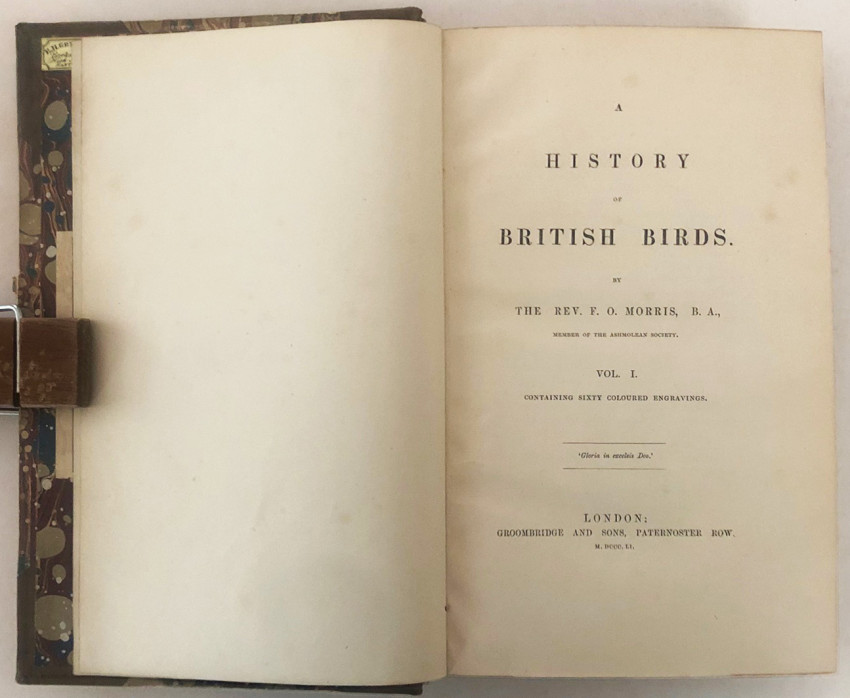 A
HISTORY
OF
BRITISH BIRDS.
BY
THE REV. F. O. MORRIS, B. A.,
MEMBER OF THE ASHMOLEAN SOCIETY.
VOL. I.
CONTAINING SIXTY COLOURED ENGRAVINGS.
'Gloria in excelsis Deo.'
LONDON;
GROOMBRIDGE AND SONS, PATERNOSTER ROW.
M. DCCC. LI.